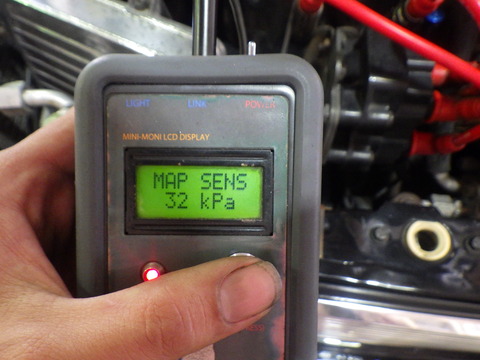 LIGHT LINK POWER
MINI-MONI LCD DISPLAY
MAP SENS
32 kPa